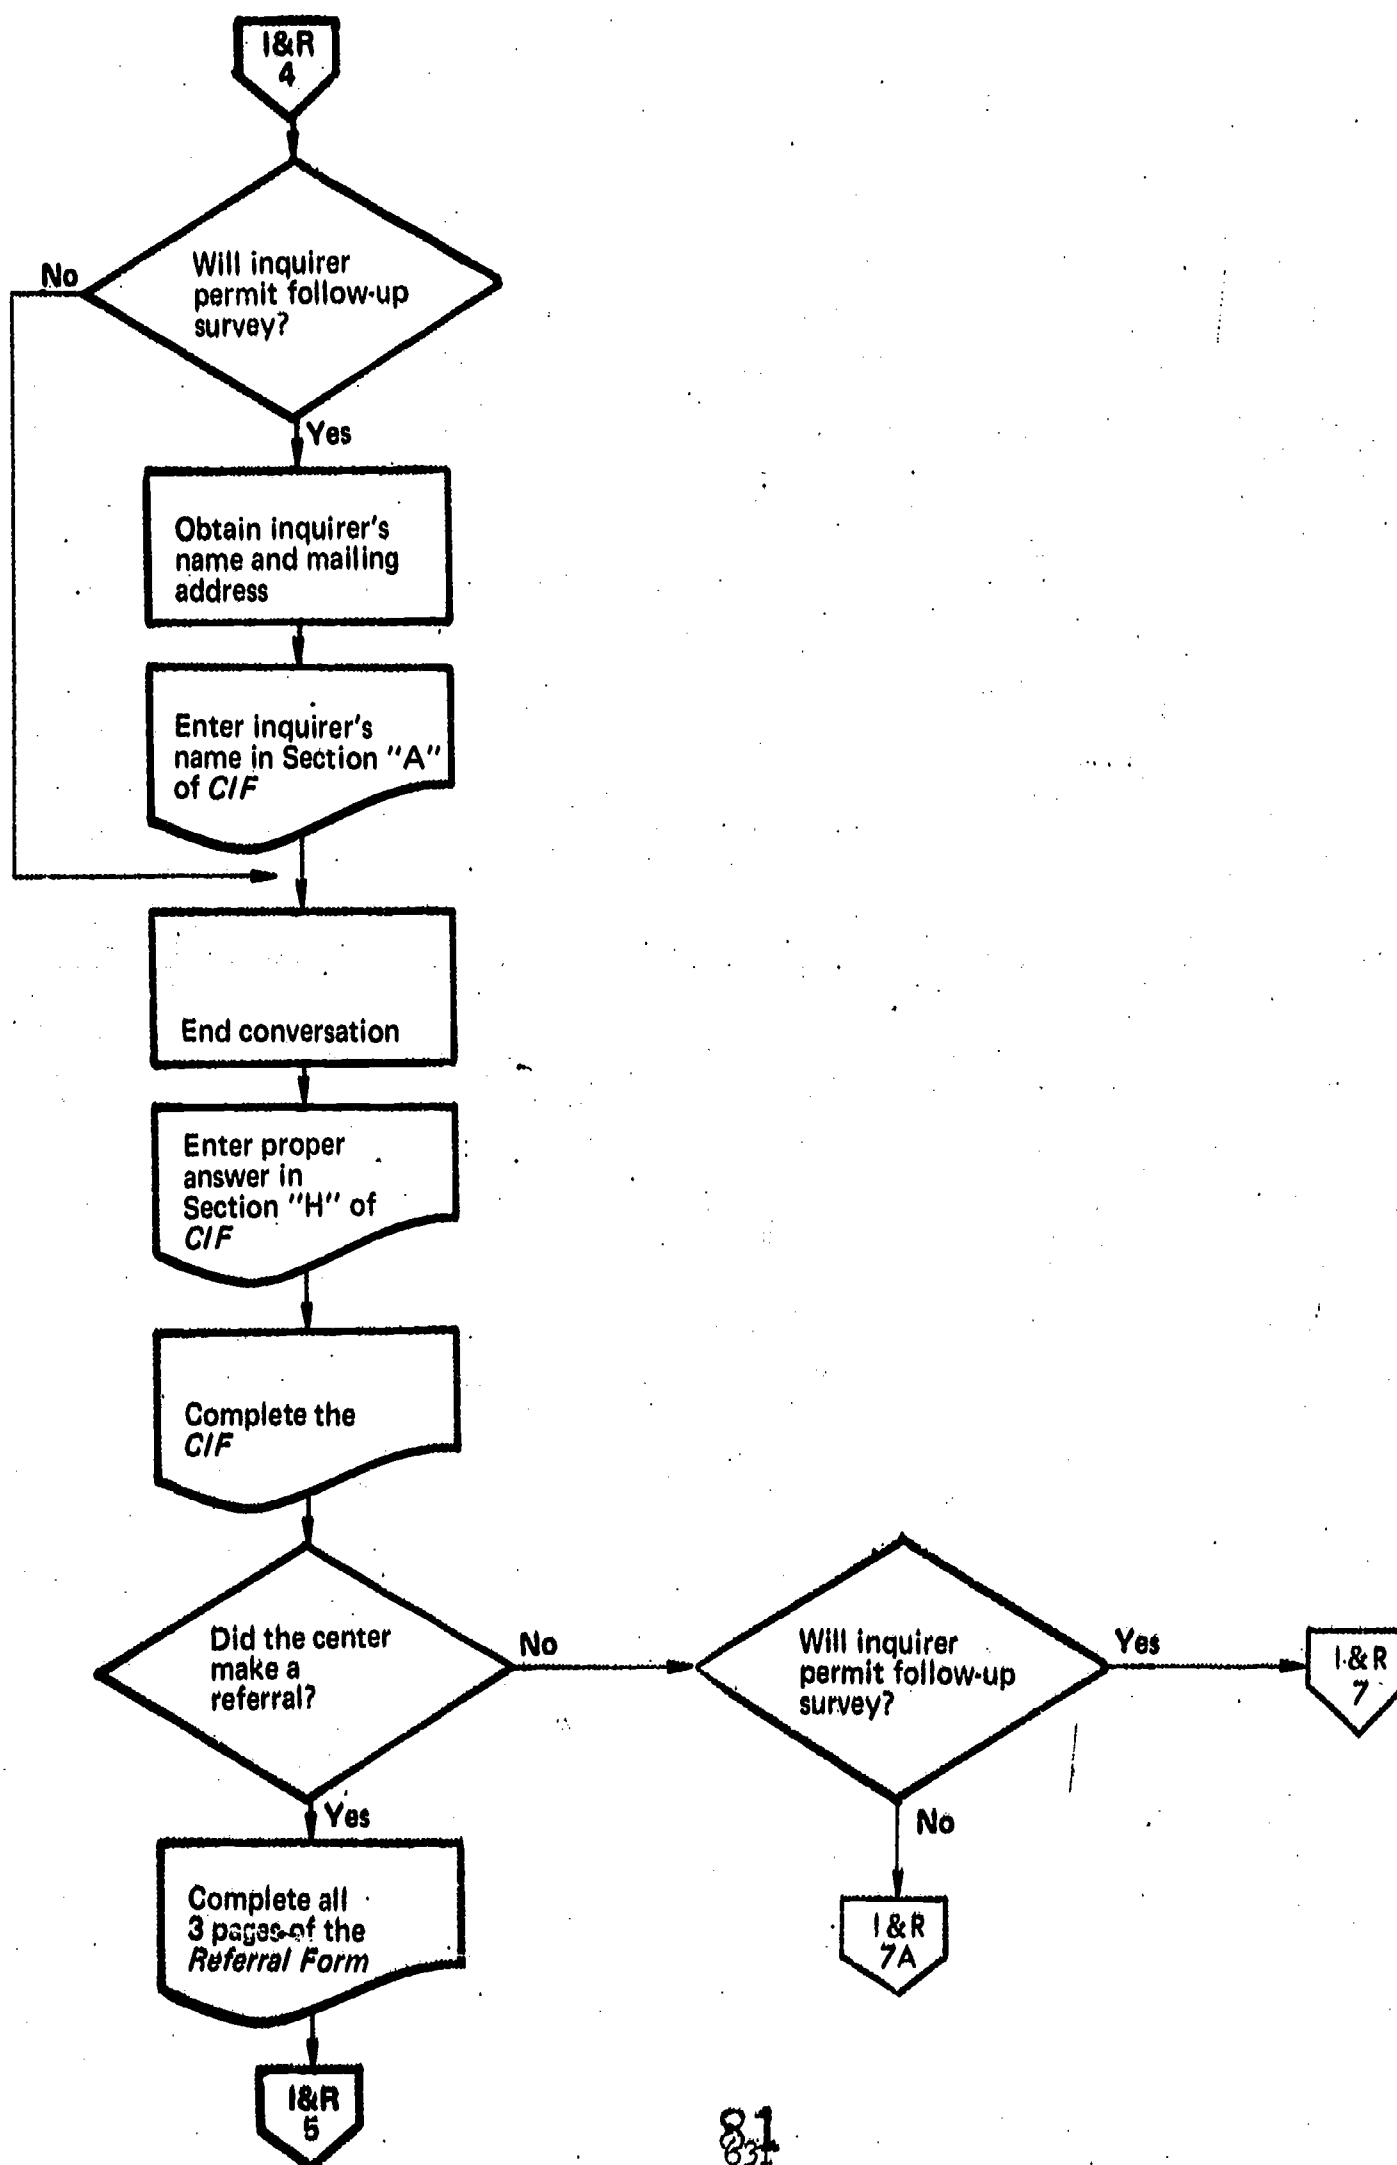 I&R
4
Will inquirer
permit follow-up
survey?
No
Yes
Obtain inquirer's
name and mailing
address
Enter inquirer's
name in Section "A"
of CIF
End conversation
Enter proper
answer in
Section "H" of
CIF
Complete the
CIF
Did the center
make a
referral?
No
Will inquirer
permit follow-up
survey?
Yes
I&R
7
Yes
No
Complete all
3 pages of the
Referral Form
I&R
7A
I&R
5
81